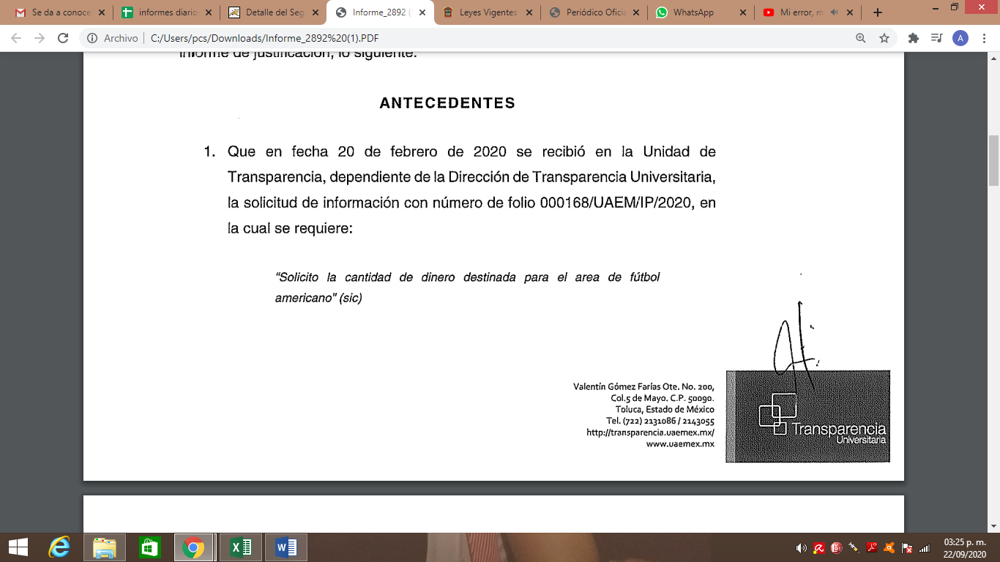 Se da a conoce
informes diario
Detalle del Seg
Informe_2892 (
Leyes Vigentes
Periódico Oficia
WhatsApp
Mi error, m
Archivo
C:/Users/pcs/Downloads/Informe_2892%20(1).PDF
A
informe de justificación, lo siguiente:
ANTECEDENTES
1. Que en fecha 20 de febrero de 2020 se recibió en la Unidad de
Transparencia, dependiente de la Dirección de Transparencia Universitaria,
la solicitud de información con número de folio 000168/UAEM/IP/2020, en
la cual se requiere:
“Solicito la cantidad de dinero destinada para el area de fútbol
americano” (sic)
Valentín Gómez Farías Ote. No. 200,
Col.5 de Mayo. C.P. 50090.
Toluca, Estado de México
Tel. (722) 2131086 / 2143055
http://transparencia.uaemex.mx/
www.uaemex.mx
Transparencia
Universitaria
03:25 p. m.
22/09/2020